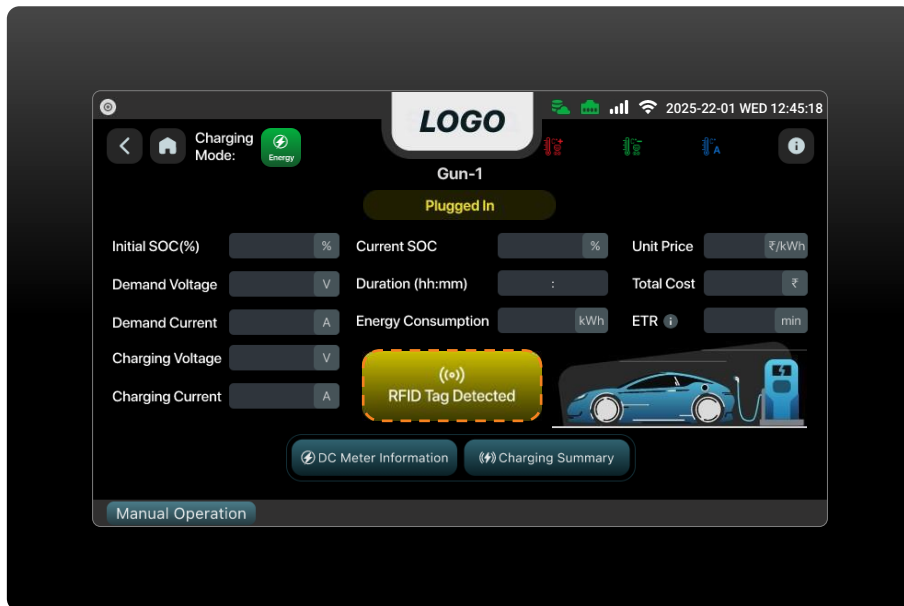 LOGO
2025-22-01 WED 12:45:18
Charging Mode:
Energy
A
Gun-1
Plugged In
Initial SOC(%) %
Current SOC %
Unit Price ₹/kWh
Demand Voltage V
Duration (hh:mm) :
Total Cost ₹
Demand Current A
Energy Consumption kWh
ETR i min
Charging Voltage V
Charging Current A
RFID Tag Detected
DC Meter Information
Charging Summary
Manual Operation